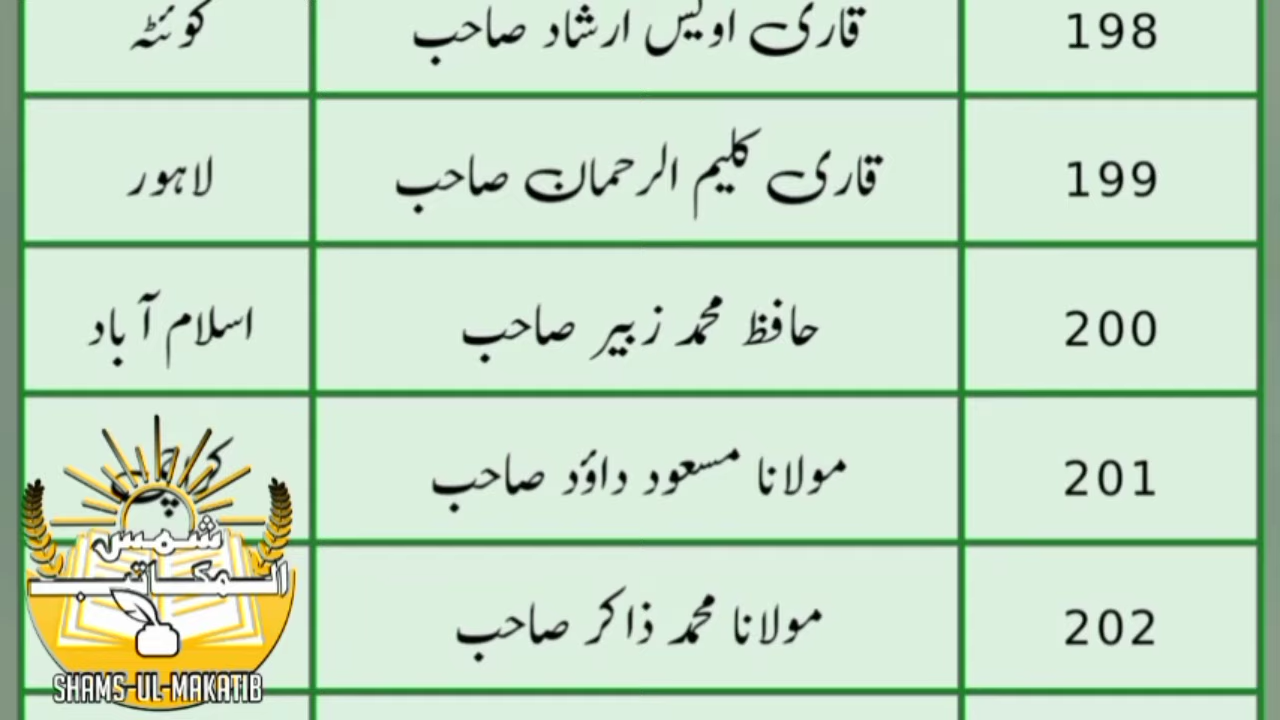 198 قاری اویس ارشاد صاحب کوئٹہ
199 قاری کلیم الرحمان صاحب لاہور
200 حافظ محمد زبیر صاحب اسلام آباد
201 مولانا مسعود داؤد صاحب کراچی
202 مولانا محمد ذاکر صاحب
شمس
المکاتب
SHAMS-UL-MAKATIB